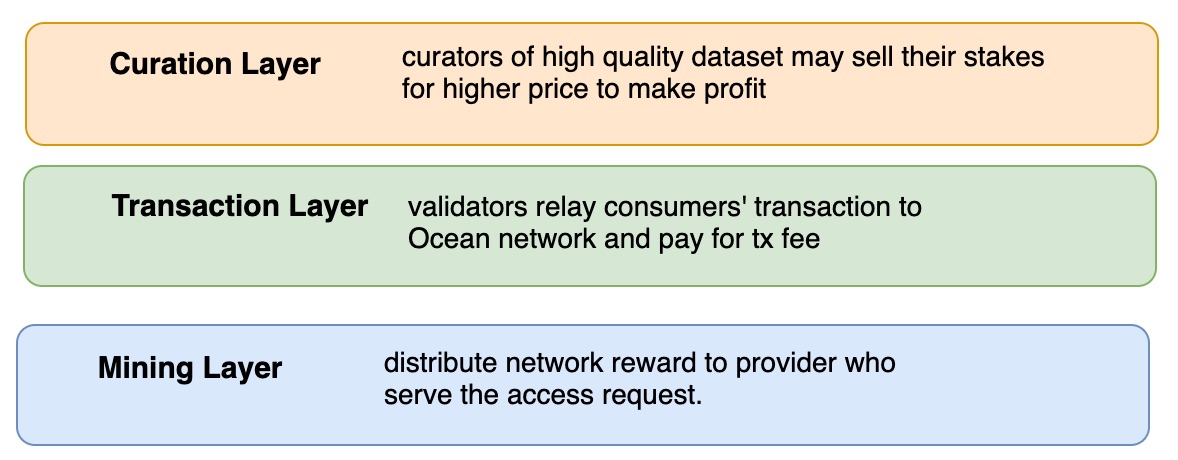 Curation Layer
curators of high quality dataset may sell their stakes
for higher price to make profit
Transaction Layer
validators relay consumers' transaction to
Ocean network and pay for tx fee
Mining Layer
distribute network reward to provider who
serve the access request.